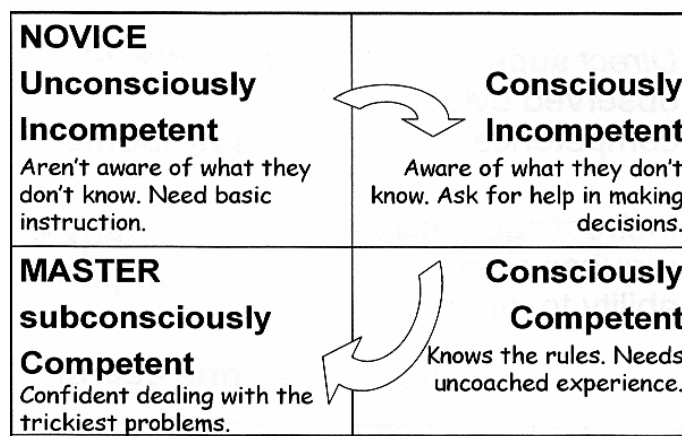 NOVICE
Unconsciously
Incompetent
Aren't aware of what they
don't know. Need basic
instruction.
Consciously
Incompetent
Aware of what they don't
know. Ask for help in making
decisions.
MASTER
subconsciously
Competent
Confident dealing with the
trickiest problems.
Consciously
Competent
Knows the rules. Needs
uncoached experience.